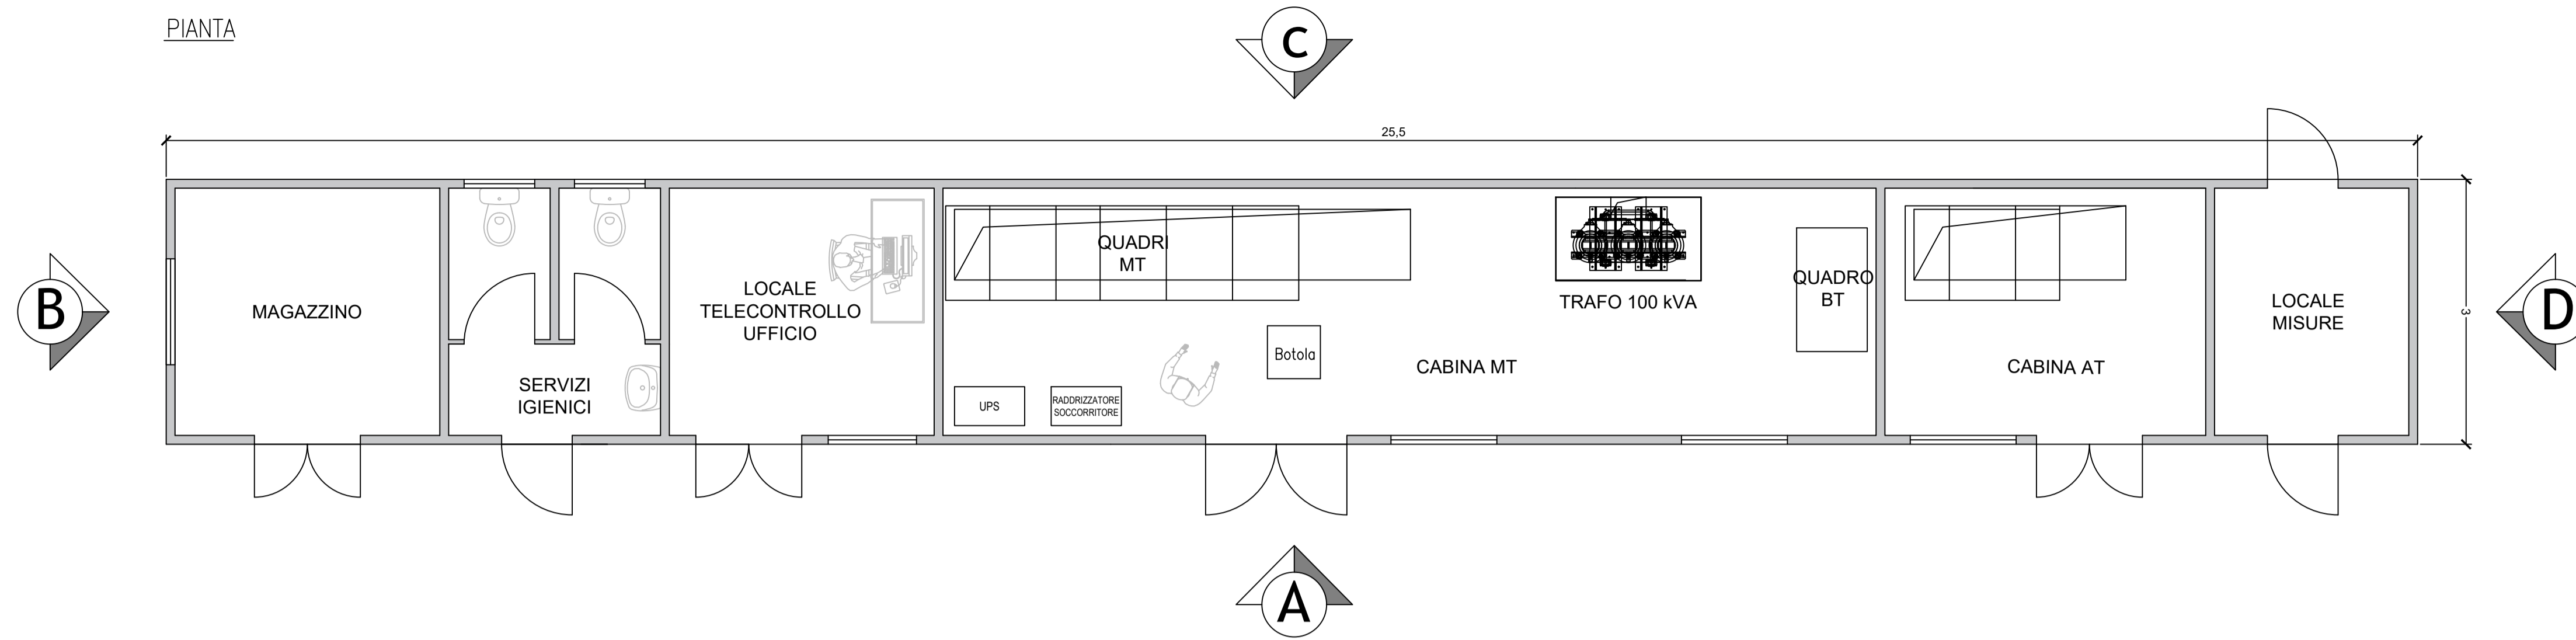 PIANTA
C
25,5
B
MAGAZZINO
SERVIZI
IGIENICI
LOCALE
TELECONTROLLO
UFFICIO
QUADRI
MT
UPS
RADDRIZZATORE
SOCCORRITORE
Botola
CABINA MT
TRAFO 100 kVA
QUADRO
BT
CABINA AT
LOCALE
MISURE
3
D
A